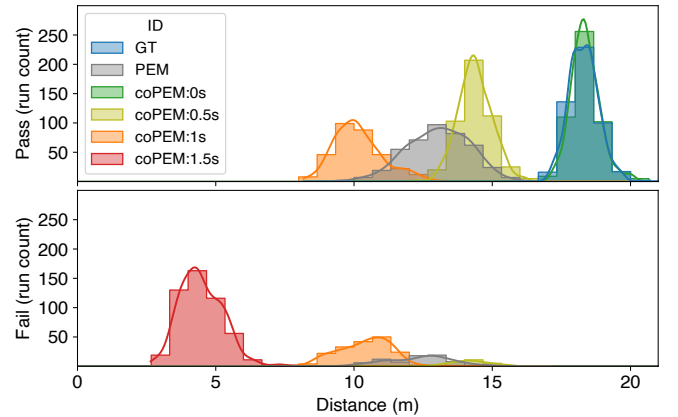 ID
GT
PEM
coPEM:0s
coPEM:0.5s
coPEM:1s
coPEM:1.5s
Pass (run count)
250
200
150
100
50
Fail (run count)
250
200
150
100
50
0 5 10 15 20
Distance (m)